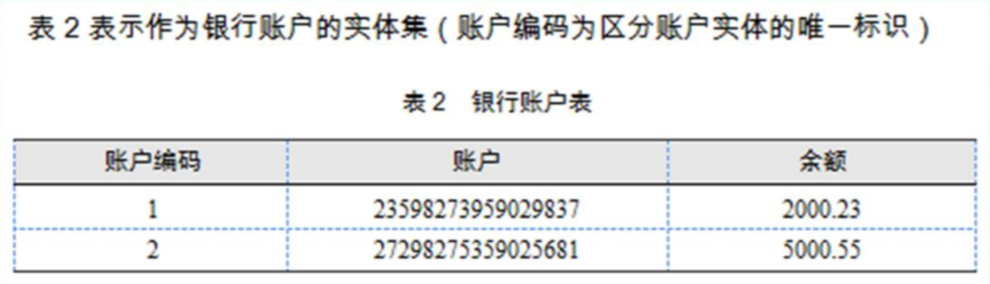 表 2 表示作为银行账户的实体集（账户编码为区分账户实体的唯一标识）
表 2 银行账户表
账户编码 账户 余额
1 23598273959029837 2000.23
2 27298275359025681 5000.55